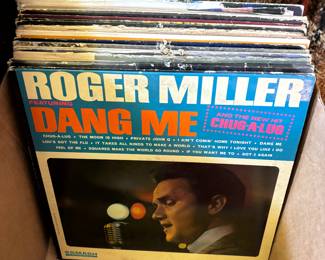 ROGER MILLER
FEATURING
DANG ME
AND THE NEW HIT
CHUG-A-LUG
CHUG-A-LUG • THE MOON IS HIGH • PRIVATE JOHN Q • I AIN'T COMIN' HOME TONIGHT • DANG ME
LOU'S GOT THE FLU • IT TAKES ALL KINDS TO MAKE A WORLD • THAT'S WHY I LOVE YOU LIKE I DO
FEEL OF ME • SQUARES MAKE THE WORLD GO ROUND • IF YOU WANT ME TO • GOT 2 AGAIN
SMASH